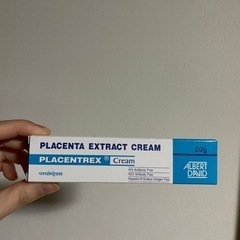 PLACENTA EXTRACT CREAM
PLACENTREX® Cream
20g
प्लासेन्ट्रेक्स
HIV Antibody Free
HCV Antibody Free
Hepatitis B Surface Antigen Free
ALBERT
DAVID